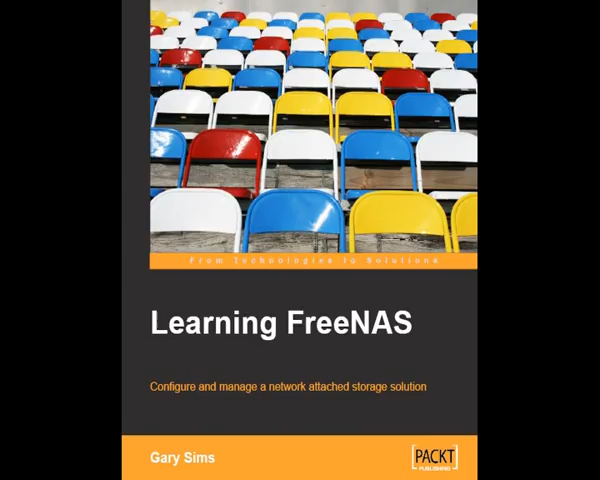 From Technologies to Solutions
Learning FreeNAS
Configure and manage a network attached storage solution
Gary Sims
PACKT
PUBLISHING